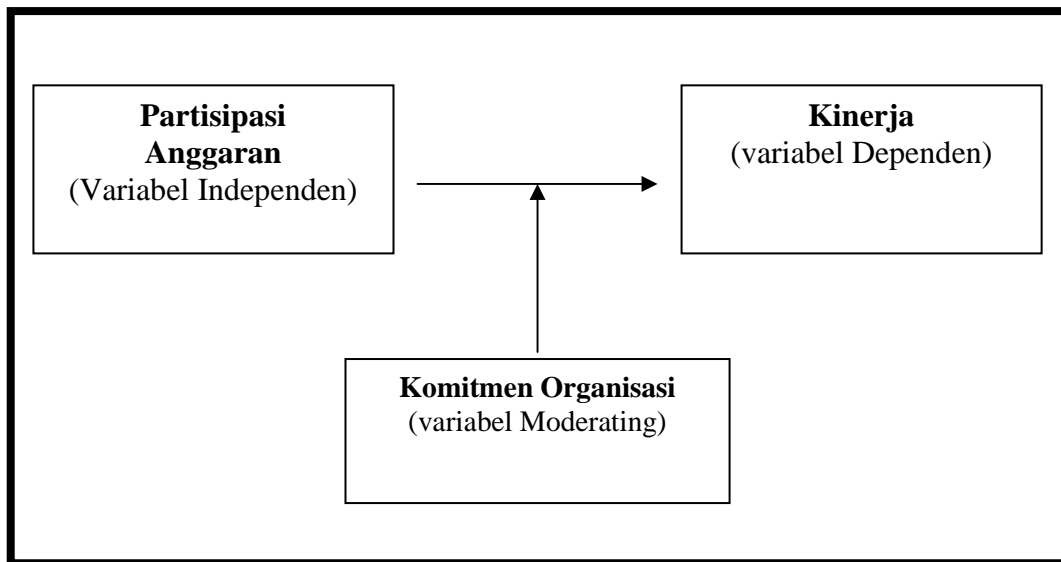 Partisipasi
Anggaran
(Variabel Independen)
Kinerja
(variabel Dependen)
Komitmen Organisasi
(variabel Moderating)